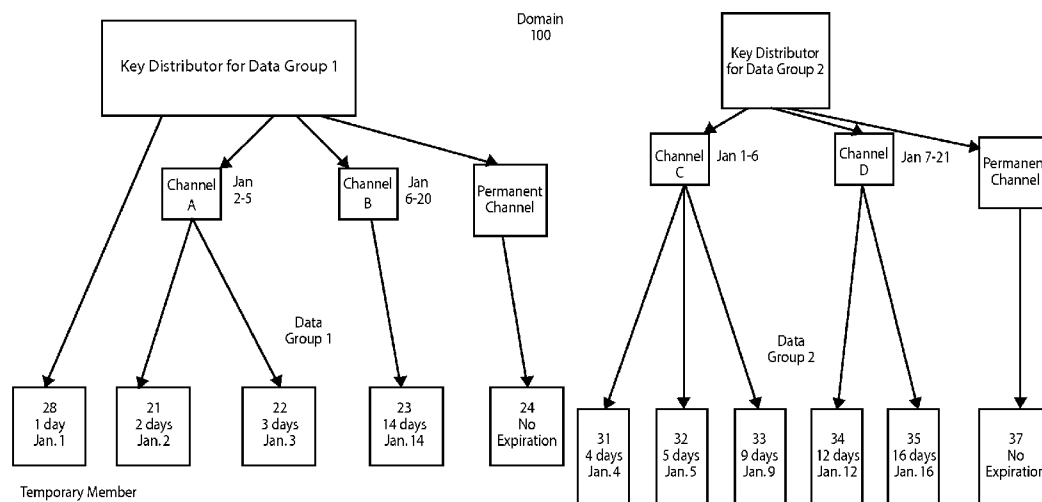 Domain
100
Key Distributor for Data Group 1
Key Distributor
for Data Group 2
Channel
A
Jan
2-5
Channel
B
Jan
6-20
Permanent
Channel
Channel
C
Jan 1-6
Channel
D
Jan 7-21
Permanent
Channel
Data
Group 1
Data
Group 2
28
1 day
Jan. 1
21
2 days
Jan. 2
22
3 days
Jan. 3
23
14 days
Jan. 14
24
No
Expiration
31
4 days
Jan. 4
32
5 days
Jan. 5
33
9 days
Jan. 9
34
12 days
Jan. 12
35
16 days
Jan. 16
37
No
Expiration
Temporary Member